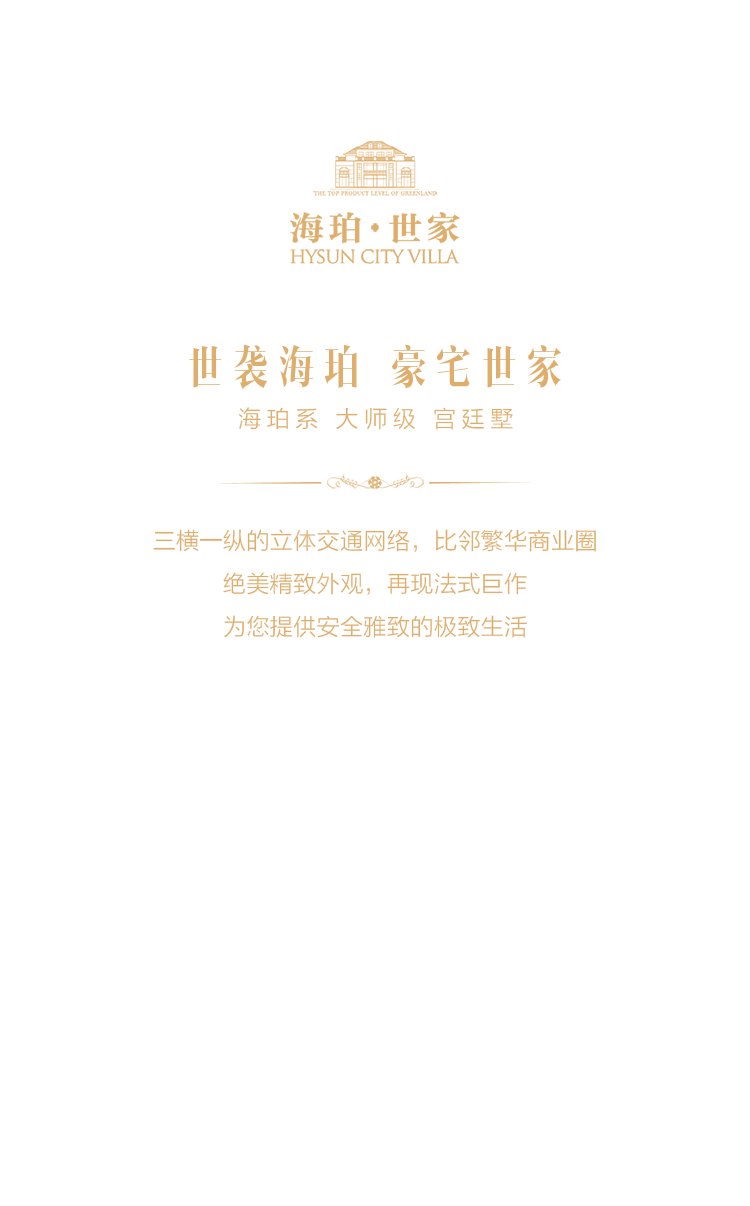 THE TOP PRODUCT LEVEL OF GREENLAND
海珀·世家
HYSUN CITY VILLA
世袭海珀 豪宅世家
海珀系 大师级 宫廷墅
三横一纵的立体交通网络，比邻繁华商业圈
绝美精致外观，再现法式巨作
为您提供安全雅致的极致生活